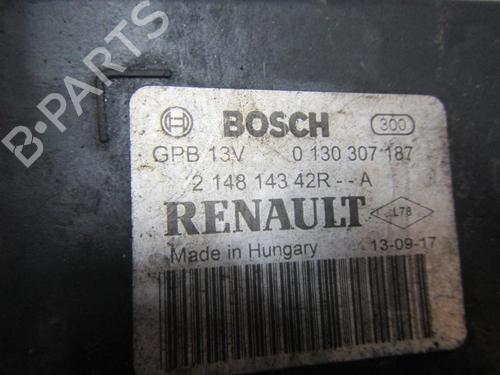 B-PARTS
BOSCH 300
GPB 13V 0 130 307 187
2 148 143 42R -- A
RENAULT L78
Made in Hungary 13-09-17